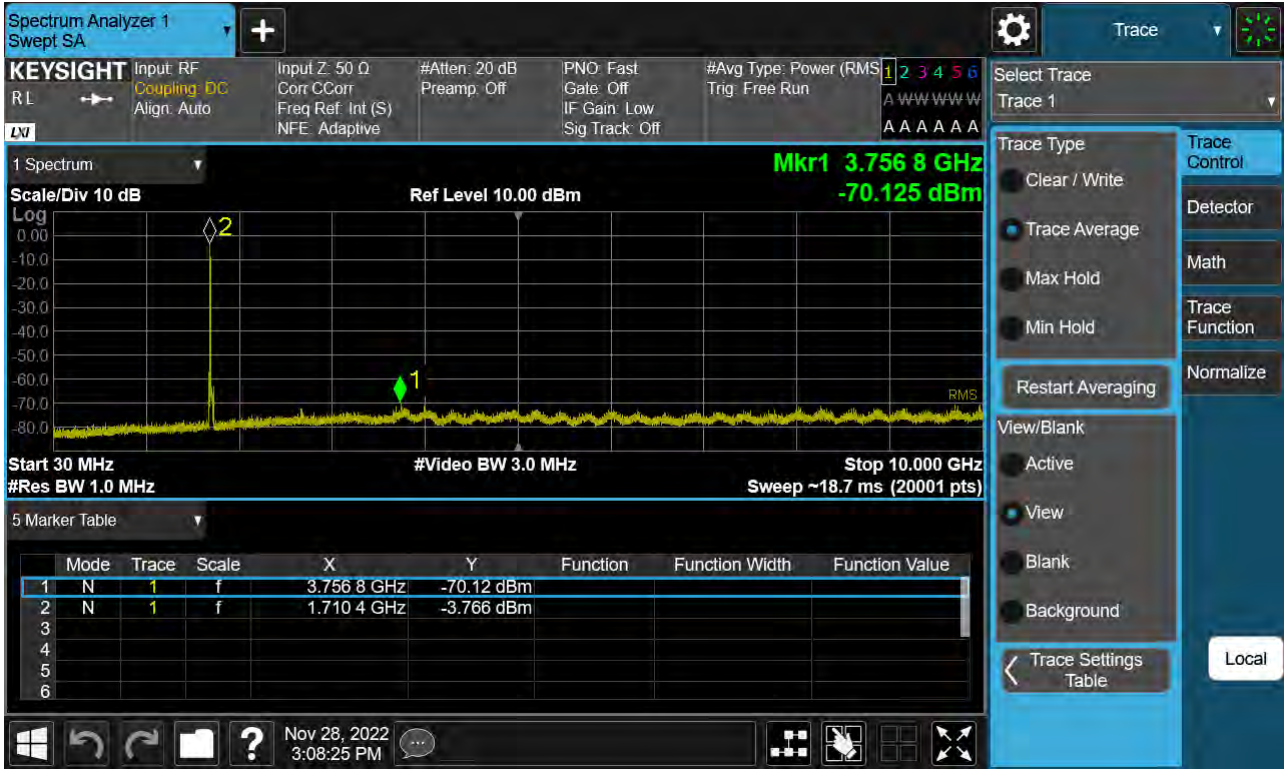 Spectrum Analyzer 1
Swept SA
+
Trace
KEYSIGHT
R L
LXI
Input: RF
Coupling: DC
Align: Auto
Input Z: 50 Ω
Corr CCorr
Freq Ref: Int (S)
NFE: Adaptive
#Atten: 20 dB
Preamp: Off
PNO: Fast
Gate: Off
IF Gain: Low
Sig Track: Off
#Avg Type: Power (RMS
Trig: Free Run
1 2 3 4 5 6
A W W W W W
A A A A A A
Select Trace
Trace 1
1 Spectrum
Mkr1 3.756 8 GHz
Scale/Div 10 dB
Ref Level 10.00 dBm
-70.125 dBm
Log
0.00
-10.0
-20.0
-30.0
-40.0
-50.0
-60.0
-70.0
-80.0
2
1
RMS
Start 30 MHz
#Video BW 3.0 MHz
Stop 10.000 GHz
#Res BW 1.0 MHz
Sweep ~18.7 ms (20001 pts)
5 Marker Table
Mode Trace Scale X Y Function Function Width Function Value
1 N 1 f 3.756 8 GHz -70.12 dBm
2 N 1 f 1.710 4 GHz -3.766 dBm
3
4
5
6
Trace Type
Clear / Write
Trace Average
Max Hold
Min Hold
Restart Averaging
View/Blank
Active
View
Blank
Background
Trace Settings
Table
Trace
Control
Detector
Math
Trace
Function
Normalize
Local
?
Nov 28, 2022
3:08:25 PM